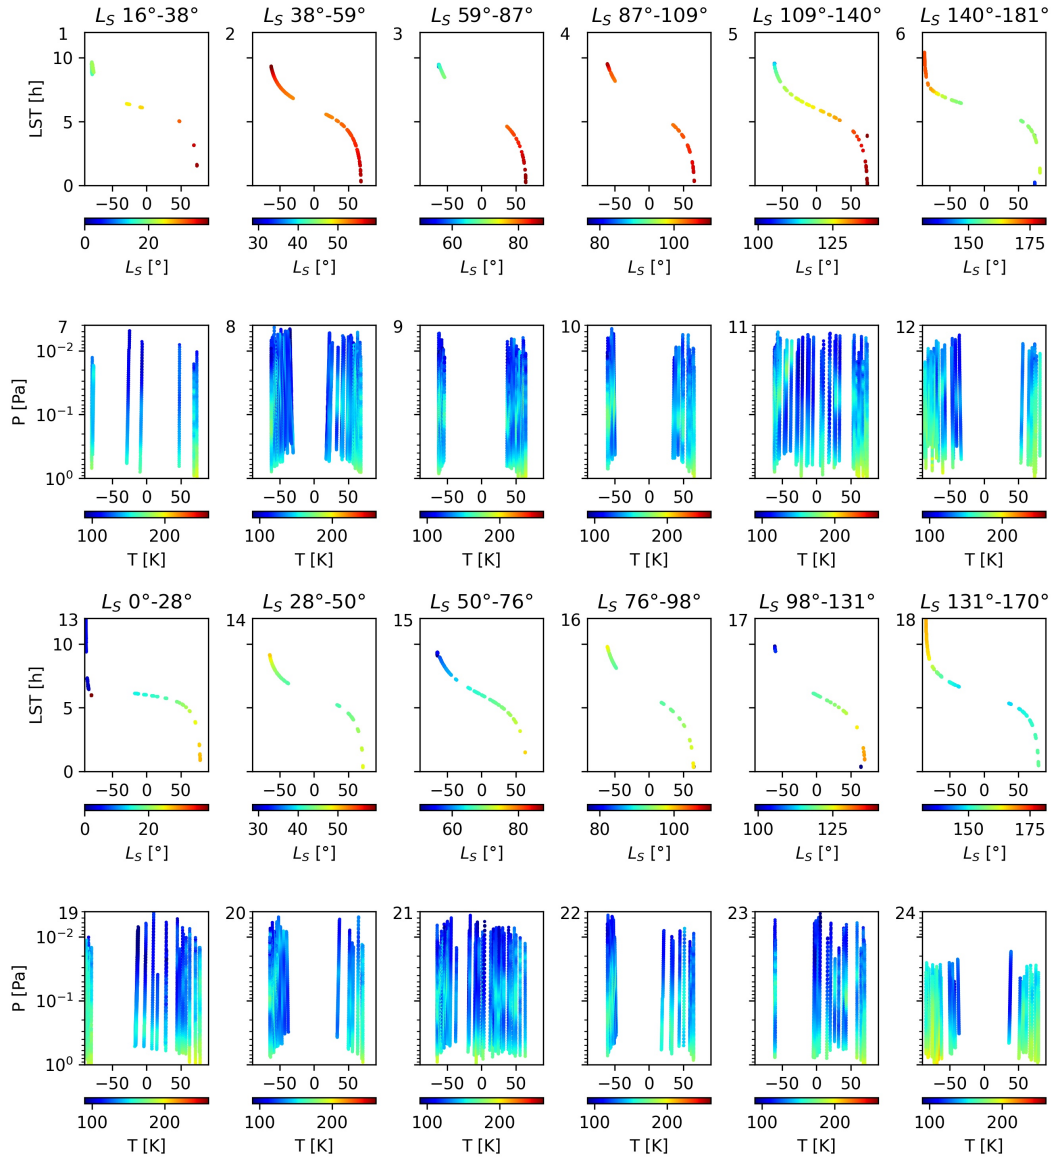 L_S 16°-38° L_S 38°-59° L_S 59°-87° L_S 87°-109° L_S 109°-140° L_S 140°-181°
1 2 3 4 5 6
10
LST [h]
5
0
−50 0 50 −50 0 50 −50 0 50 −50 0 50 −50 0 50 −50 0 50
0 20 30 40 50 60 80 80 100 100 125 150 175
L_S [°] L_S [°] L_S [°] L_S [°] L_S [°] L_S [°]
7 8 9 10 11 12
10⁻²
P [Pa]
10⁻¹
10⁰
−50 0 50 −50 0 50 −50 0 50 −50 0 50 −50 0 50 −50 0 50
100 200 100 200 100 200 100 200 100 200 100 200
T [K] T [K] T [K] T [K] T [K] T [K]
L_S 0°-28° L_S 28°-50° L_S 50°-76° L_S 76°-98° L_S 98°-131° L_S 131°-170°
13 14 15 16 17 18
10
LST [h]
5
0
−50 0 50 −50 0 50 −50 0 50 −50 0 50 −50 0 50 −50 0 50
0 20 30 40 50 60 80 80 100 100 125 150 175
L_S [°] L_S [°] L_S [°] L_S [°] L_S [°] L_S [°]
19 20 21 22 23 24
10⁻²
P [Pa]
10⁻¹
10⁰
−50 0 50 −50 0 50 −50 0 50 −50 0 50 −50 0 50 −50 0 50
100 200 100 200 100 200 100 200 100 200 100 200
T [K] T [K] T [K] T [K] T [K] T [K]